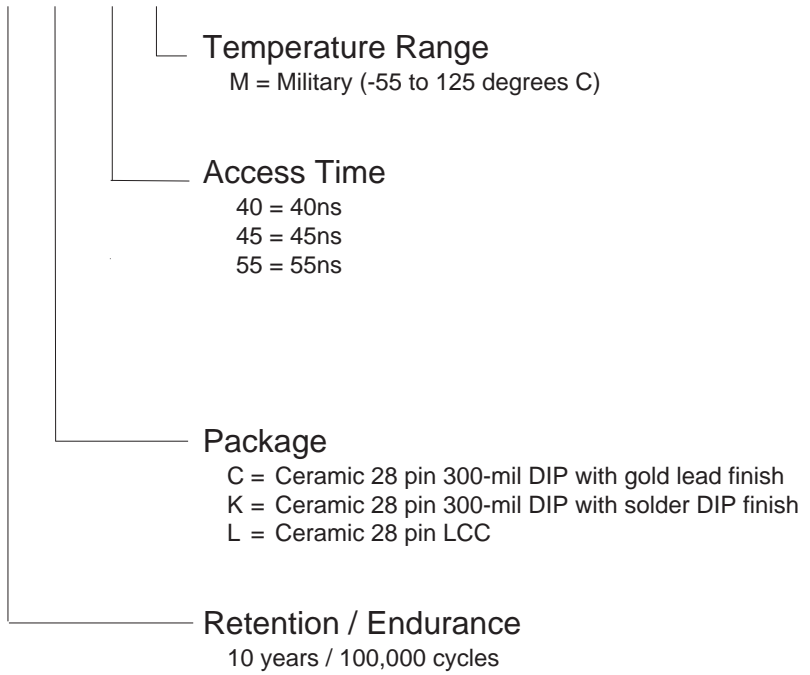 Temperature Range
M = Military (-55 to 125 degrees C)
Access Time
40 = 40ns
45 = 45ns
55 = 55ns
Package
C = Ceramic 28 pin 300-mil DIP with gold lead finish
K = Ceramic 28 pin 300-mil DIP with solder DIP finish
L = Ceramic 28 pin LCC
Retention / Endurance
10 years / 100,000 cycles